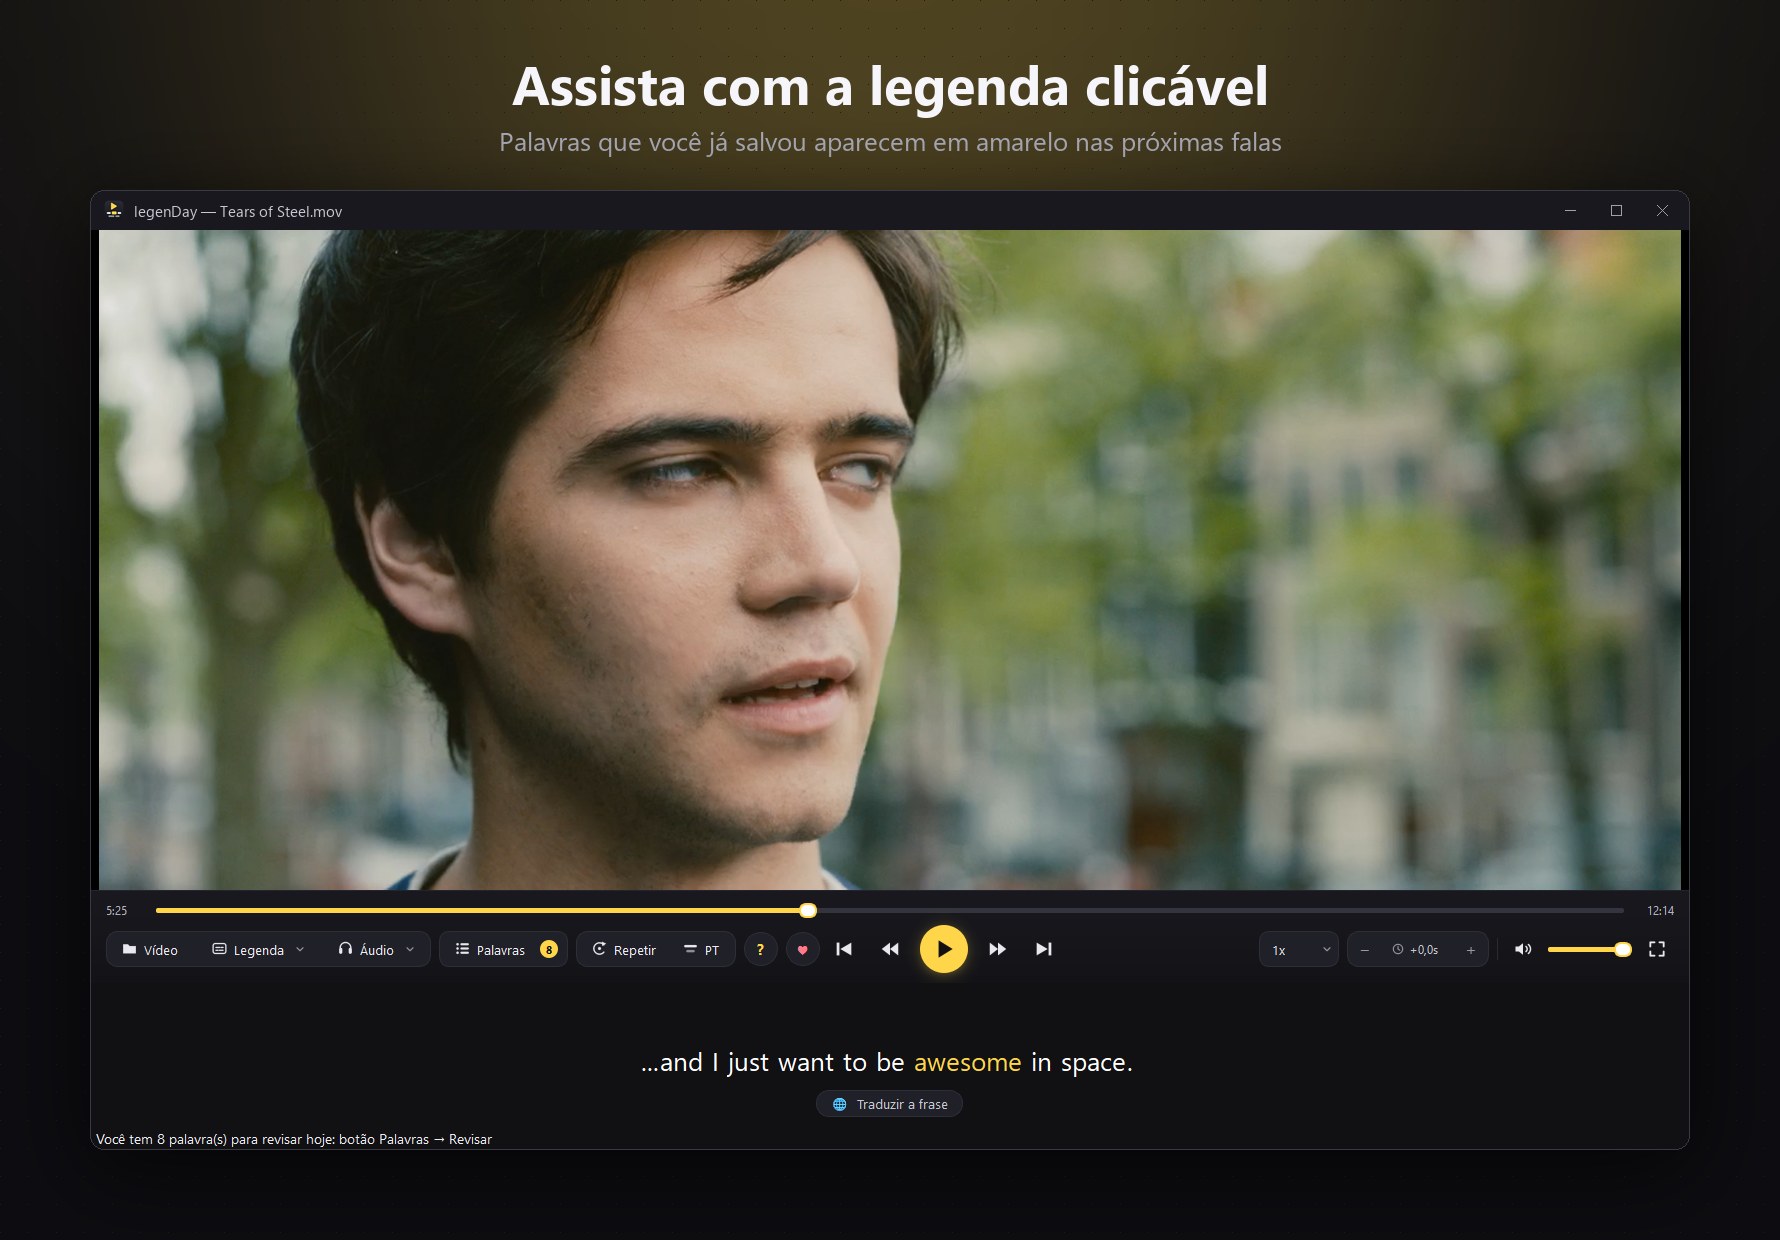 Assista com a legenda clicável
Palavras que você já salvou aparecem em amarelo nas próximas falas
legenDay — Tears of Steel.mov
5:25
12:14
Vídeo
Legenda
Áudio
Palavras 8
Repetir
PT
?
1x
− +0,0s +
...and I just want to be awesome in space.
Traduzir a frase
Você tem 8 palavra(s) para revisar hoje: botão Palavras → Revisar